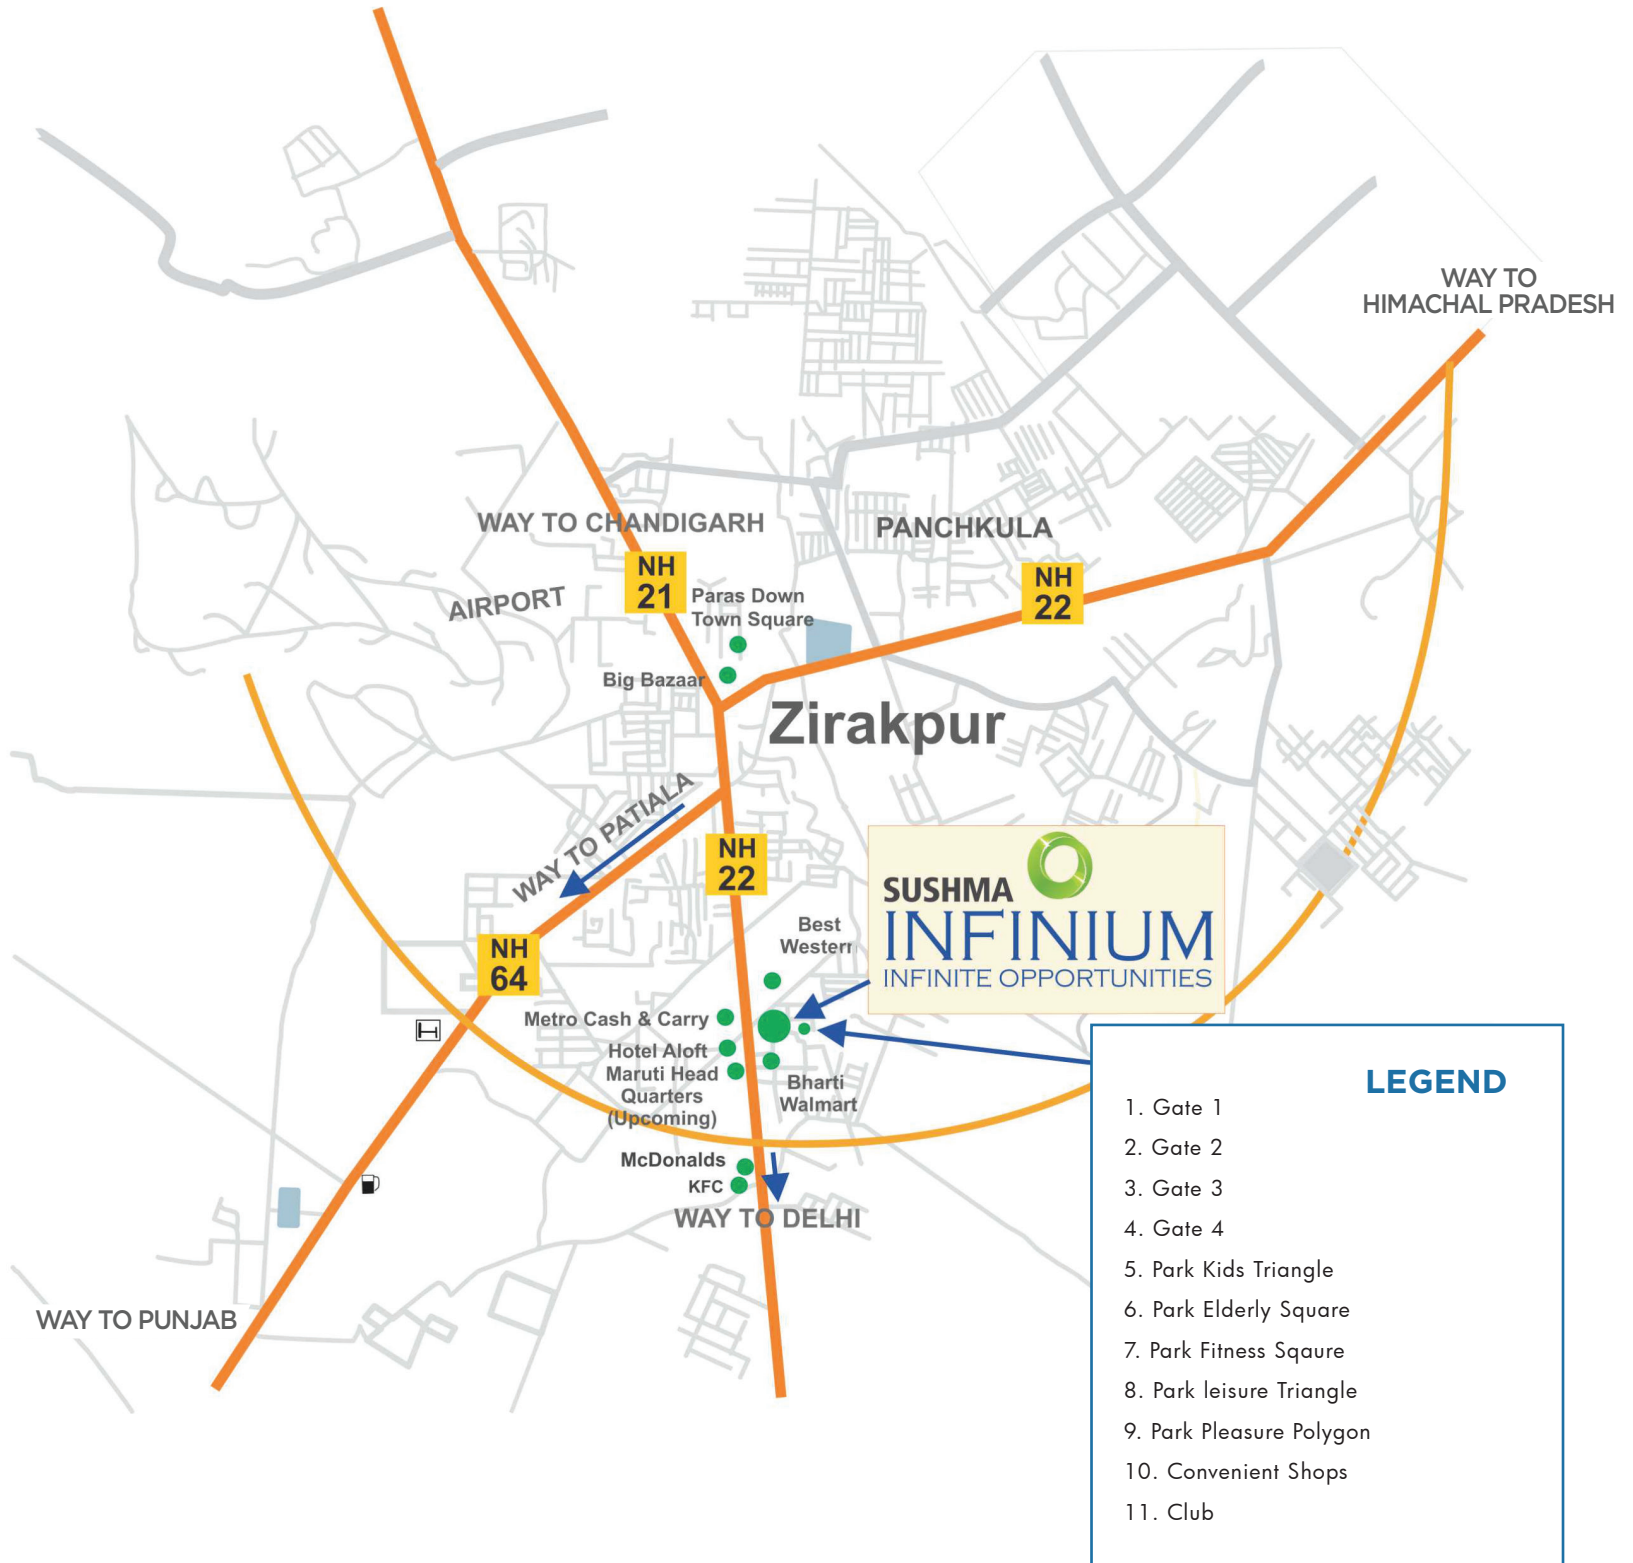 WAY TO
HIMACHAL PRADESH
WAY TO CHANDIGARH
PANCHKULA
NH
21
NH
22
AIRPORT
Paras Down
Town Square
Big Bazaar
Zirakpur
WAY TO PATIALA
NH
22
SUSHMA
INFINIUM
INFINITE OPPORTUNITIES
Best
Western
NH
64
Metro Cash & Carry
Hotel Aloft
Maruti Head
Quarters
(Upcoming)
Bharti
Walmart
McDonalds
KFC
WAY TO DELHI
WAY TO PUNJAB
LEGEND
1. Gate 1
2. Gate 2
3. Gate 3
4. Gate 4
5. Park Kids Triangle
6. Park Elderly Square
7. Park Fitness Sqaure
8. Park leisure Triangle
9. Park Pleasure Polygon
10. Convenient Shops
11. Club